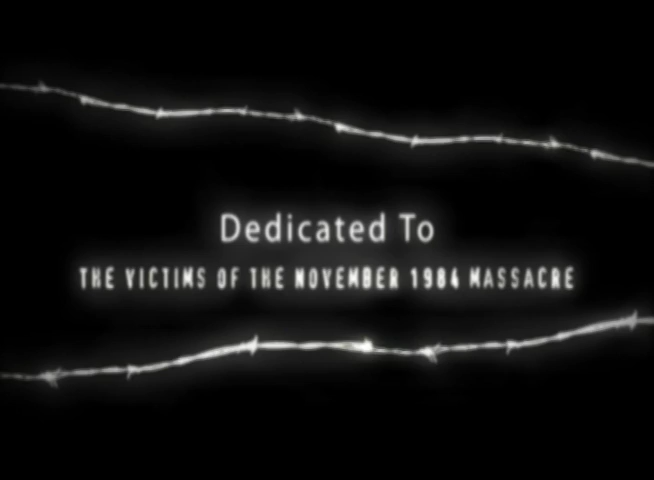 Dedicated To
THE VICTIMS OF THE NOVEMBER 1984 MASSACRE